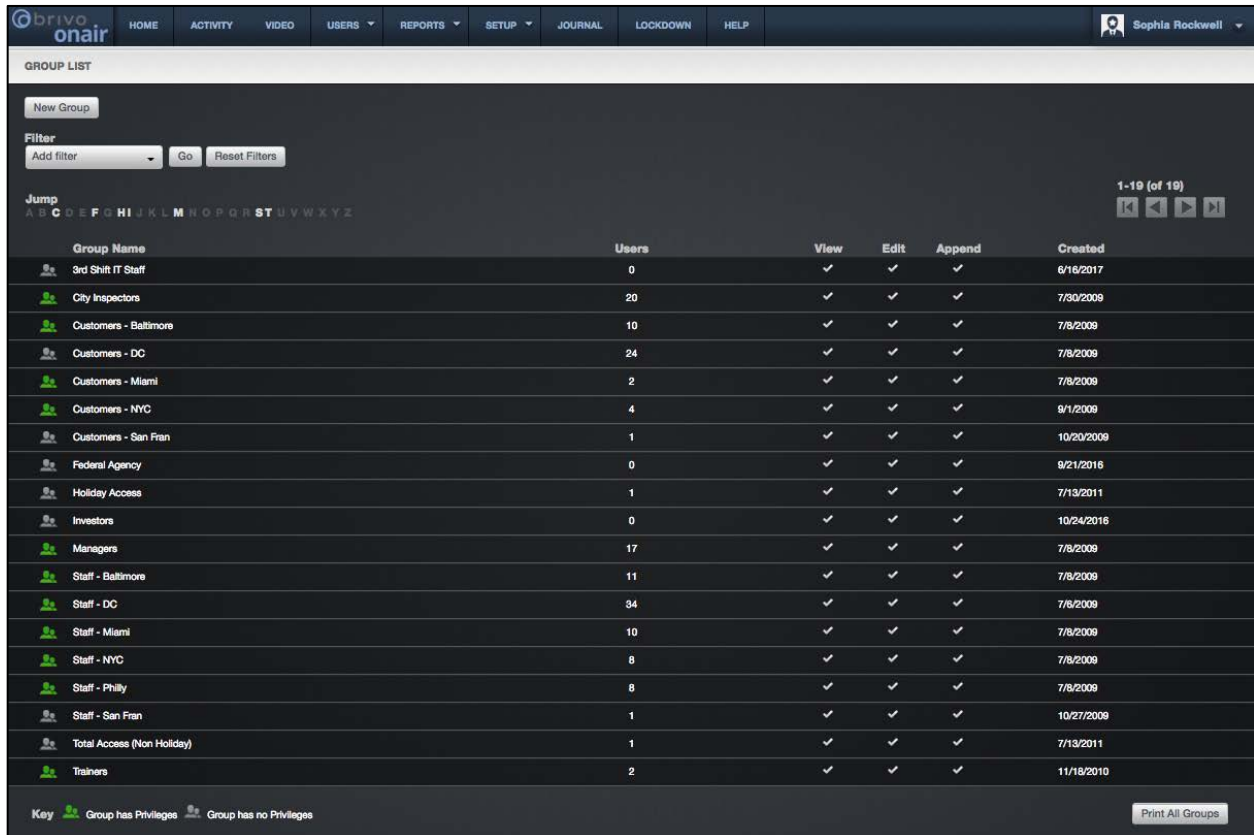 brivo
onair
HOME ACTIVITY VIDEO USERS REPORTS SETUP JOURNAL LOCKDOWN HELP Sophia Rockwell
GROUP LIST
New Group
Filter
Add filter Go Reset Filters
1-19 (of 19)
Jump
A B C D E F G H I J K L M N O P Q R S T U V W X Y Z
Group Name Users View Edit Append Created
3rd Shift IT Staff 0 6/16/2017
City Inspectors 20 7/30/2009
Customers - Baltimore 10 7/8/2009
Customers - DC 24 7/8/2009
Customers - Miami 2 7/8/2009
Customers - NYC 4 9/1/2009
Customers - San Fran 1 10/20/2009
Federal Agency 0 9/21/2016
Holiday Access 1 7/13/2011
Investors 0 10/24/2016
Managers 17 7/8/2009
Staff - Baltimore 11 7/8/2009
Staff - DC 34 7/6/2009
Staff - Miami 10 7/8/2009
Staff - NYC 8 7/8/2009
Staff - Philly 8 7/8/2009
Staff - San Fran 1 10/27/2009
Total Access (Non Holiday) 1 7/13/2011
Trainers 2 11/18/2010
Key Group has Privileges Group has no Privileges Print All Groups